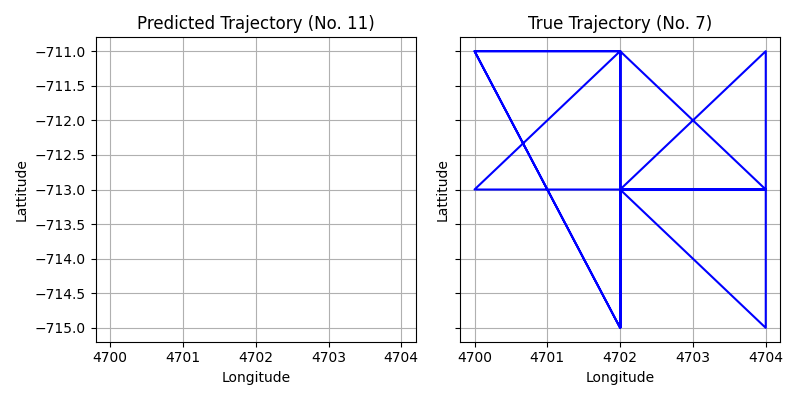 Predicted Trajectory (No. 11)
True Trajectory (No. 7)
−711.0
−711.5
−712.0
−712.5
−713.0
−713.5
−714.0
−714.5
−715.0
Lattitude
Lattitude
4700 4701 4702 4703 4704
4700 4701 4702 4703 4704
Longitude
Longitude